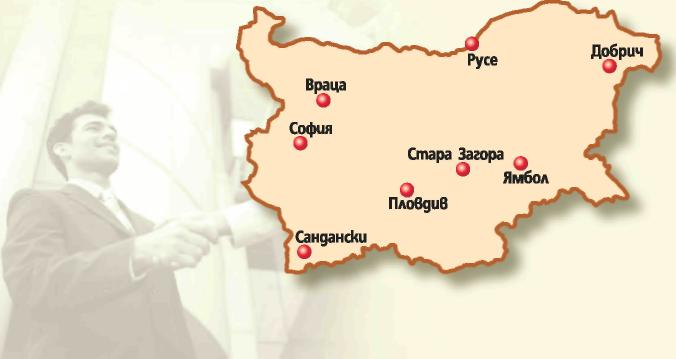 Русе
Добрич
Враца
София
Стара Загора
Ямбол
Пловдив
Сандански